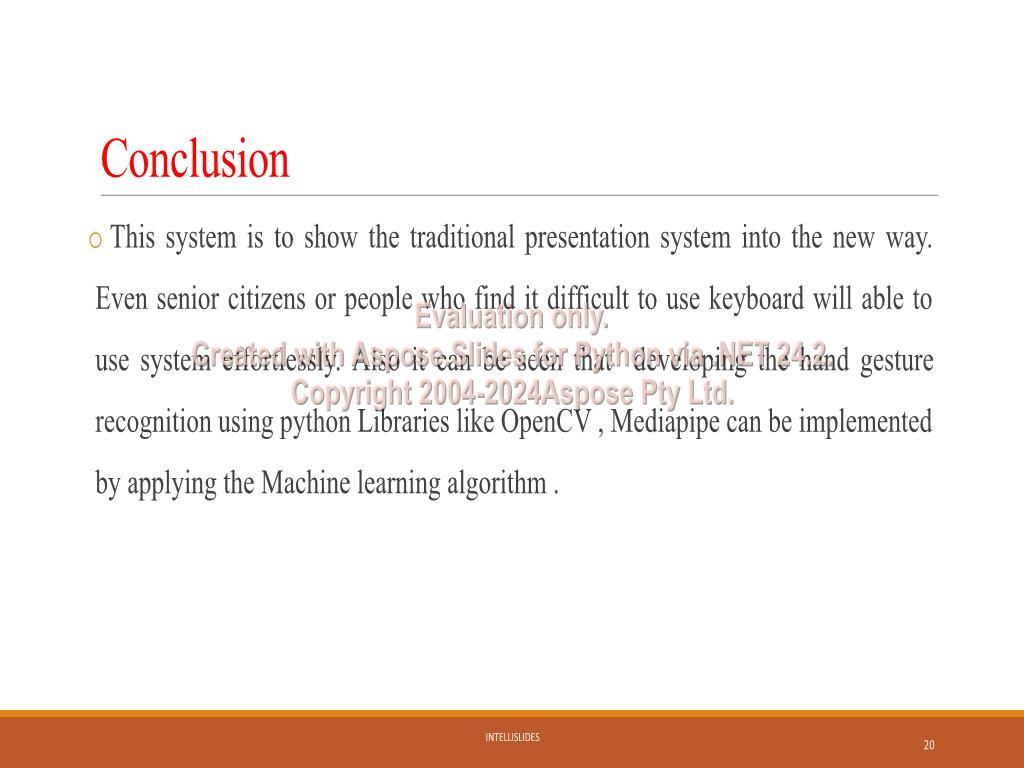 Conclusion
o This system is to show the traditional presentation system into the new way.
Even senior citizens or people who find it difficult to use keyboard will able to
Evaluation only.
Created with Aspose.Slides for Python via .NET 24.2.
use system effortlessly. Also it can be seen that developing the hand gesture
Copyright 2004-2024Aspose Pty Ltd.
recognition using python Libraries like OpenCV , Mediapipe can be implemented
by applying the Machine learning algorithm .
INTELLISLIDES
20